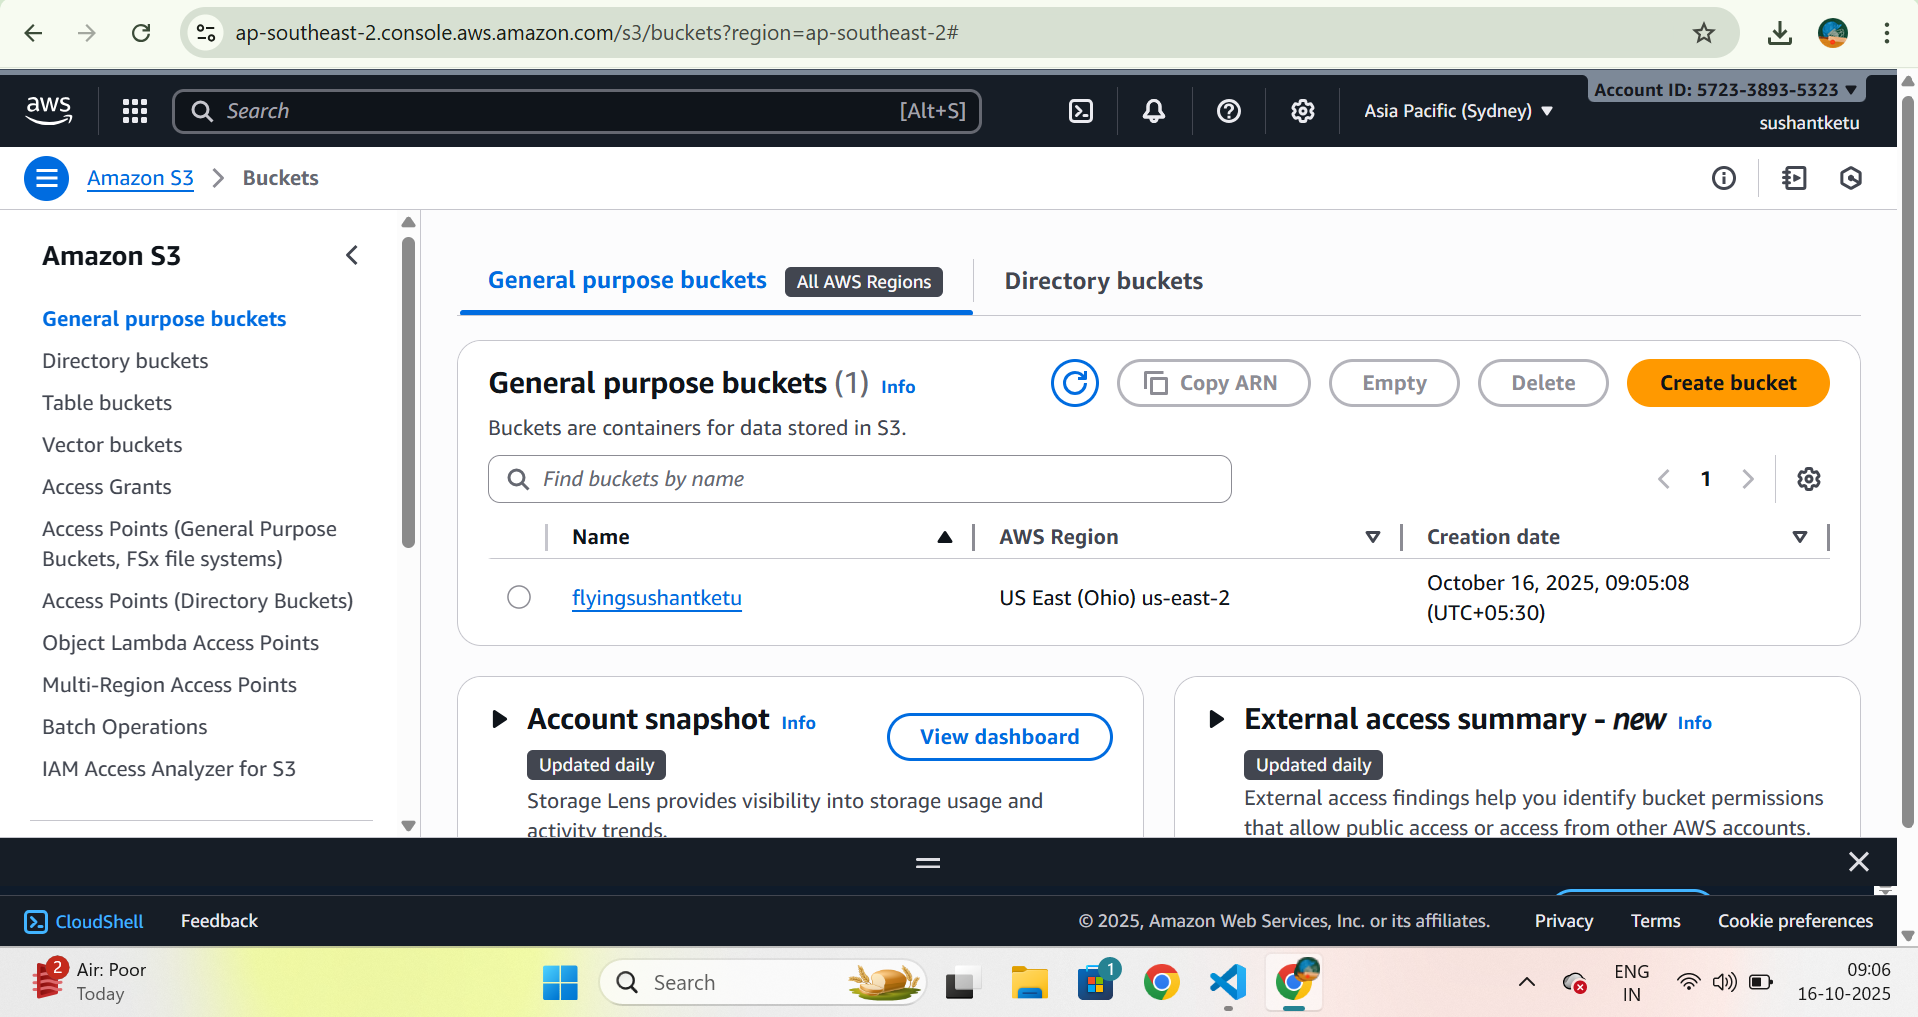 ap-southeast-2.console.aws.amazon.com/s3/buckets?region=ap-southeast-2#
aws
Search [Alt+S]
Asia Pacific (Sydney) ▼
Account ID: 5723-3893-5323 ▼
sushantketu
Amazon S3 > Buckets
Amazon S3
General purpose buckets
Directory buckets
Table buckets
Vector buckets
Access Grants
Access Points (General Purpose
Buckets, FSx file systems)
Access Points (Directory Buckets)
Object Lambda Access Points
Multi-Region Access Points
Batch Operations
IAM Access Analyzer for S3
General purpose buckets All AWS Regions Directory buckets
General purpose buckets (1) Info
Copy ARN Empty Delete Create bucket
Buckets are containers for data stored in S3.
Find buckets by name
1
Name AWS Region Creation date
flyingsushantketu US East (Ohio) us-east-2 October 16, 2025, 09:05:08
(UTC+05:30)
Account snapshot Info
View dashboard
Updated daily
Storage Lens provides visibility into storage usage and
activity trends.
External access summary - new Info
Updated daily
External access findings help you identify bucket permissions
that allow public access or access from other AWS accounts.
CloudShell Feedback © 2025, Amazon Web Services, Inc. or its affiliates. Privacy Terms Cookie preferences
2
Air: Poor
Today
Search
1
ENG
IN
09:06
16-10-2025